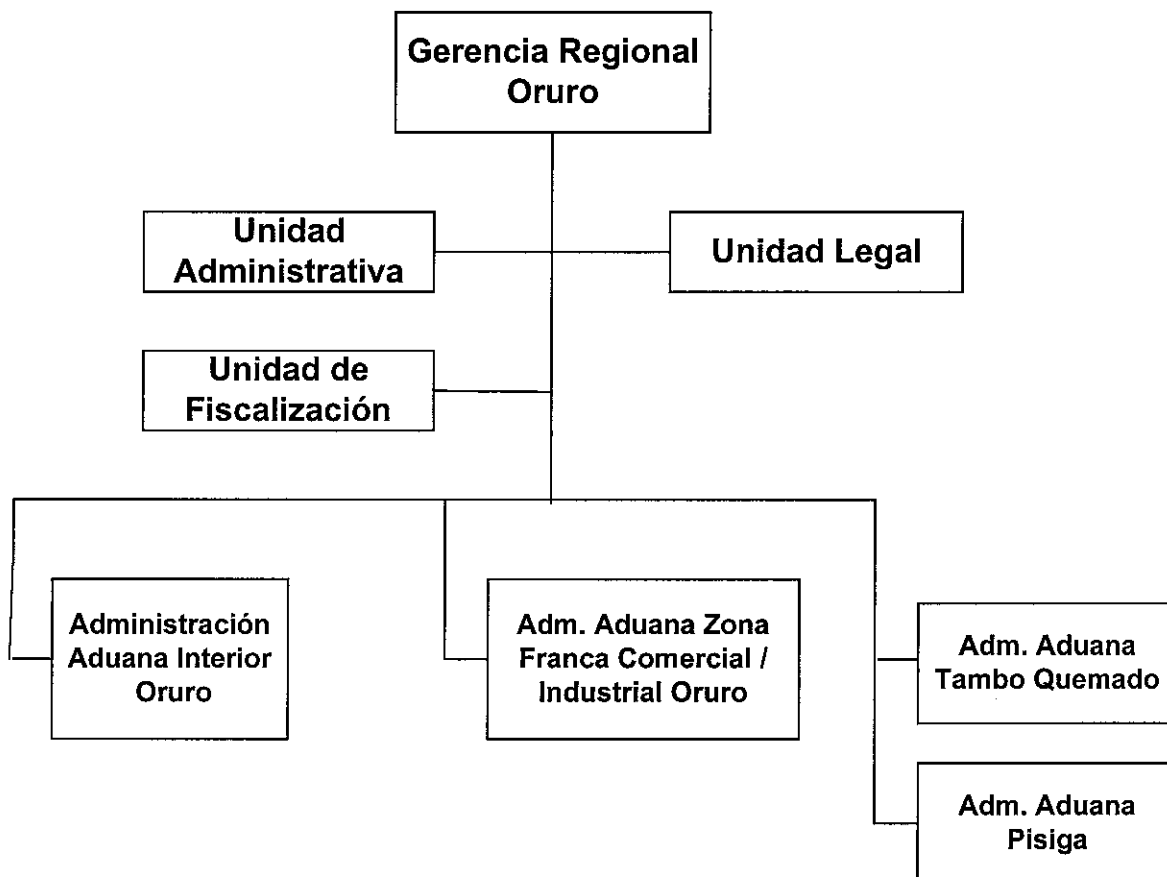 Gerencia Regional
Oruro
Unidad
Administrativa
Unidad Legal
Unidad de
Fiscalización
Administración
Aduana Interior
Oruro
Adm. Aduana Zona
Franca Comercial /
Industrial Oruro
Adm. Aduana
Tambo Quemado
Adm. Aduana
Pisiga